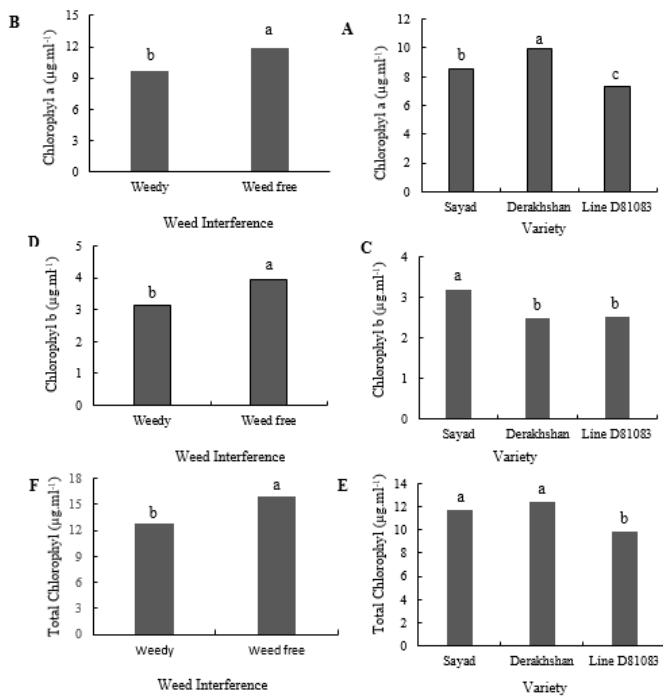 B
Chlorophyl a (µg.ml⁻¹)
15
12
9
6
3
0
b
a
Weedy
Weed free
Weed Interference
A
Chlorophyl a (µg.ml⁻¹)
12
10
8
6
4
2
0
b
a
c
Sayad
Derakhshan
Line D81083
Variety
D
Chlorophyl b (µg.ml⁻¹)
5
4
3
2
1
0
b
a
Weedy
Weed free
Weed Interference
C
Chlorophyl b (µg.ml⁻¹)
4
3
2
1
0
a
b
b
Sayad
Derakhshan
Line D81083
Variety
F
Total Chlorophyl (µg.ml⁻¹)
18
15
12
9
6
3
0
b
a
Weedy
Weed free
Weed Interference
E
Total Chlorophyl (µg.ml⁻¹)
14
12
10
8
6
4
2
0
a
a
b
Sayad
Derakhshan
Line D81083
Variety